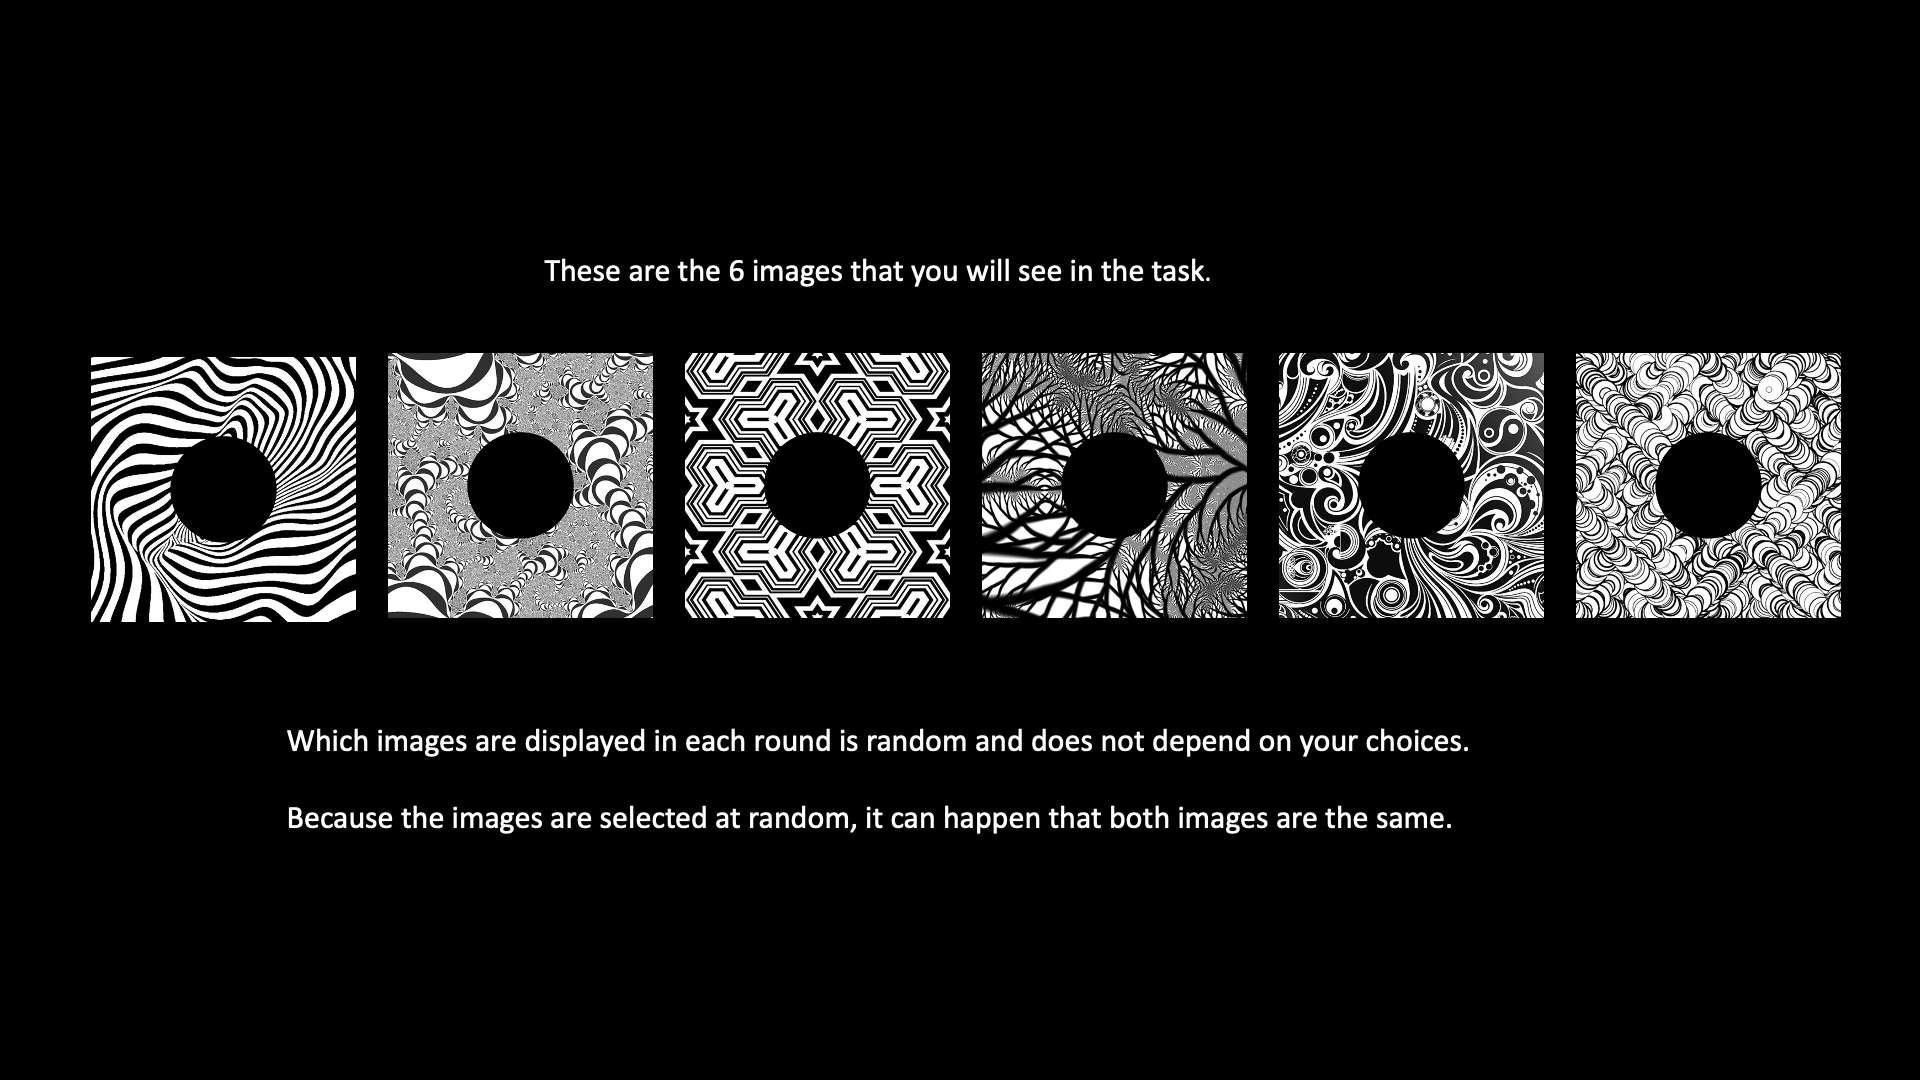 These are the 6 images that you will see in the task.
Which images are displayed in each round is random and does not depend on your choices.
Because the images are selected at random, it can happen that both images are the same.